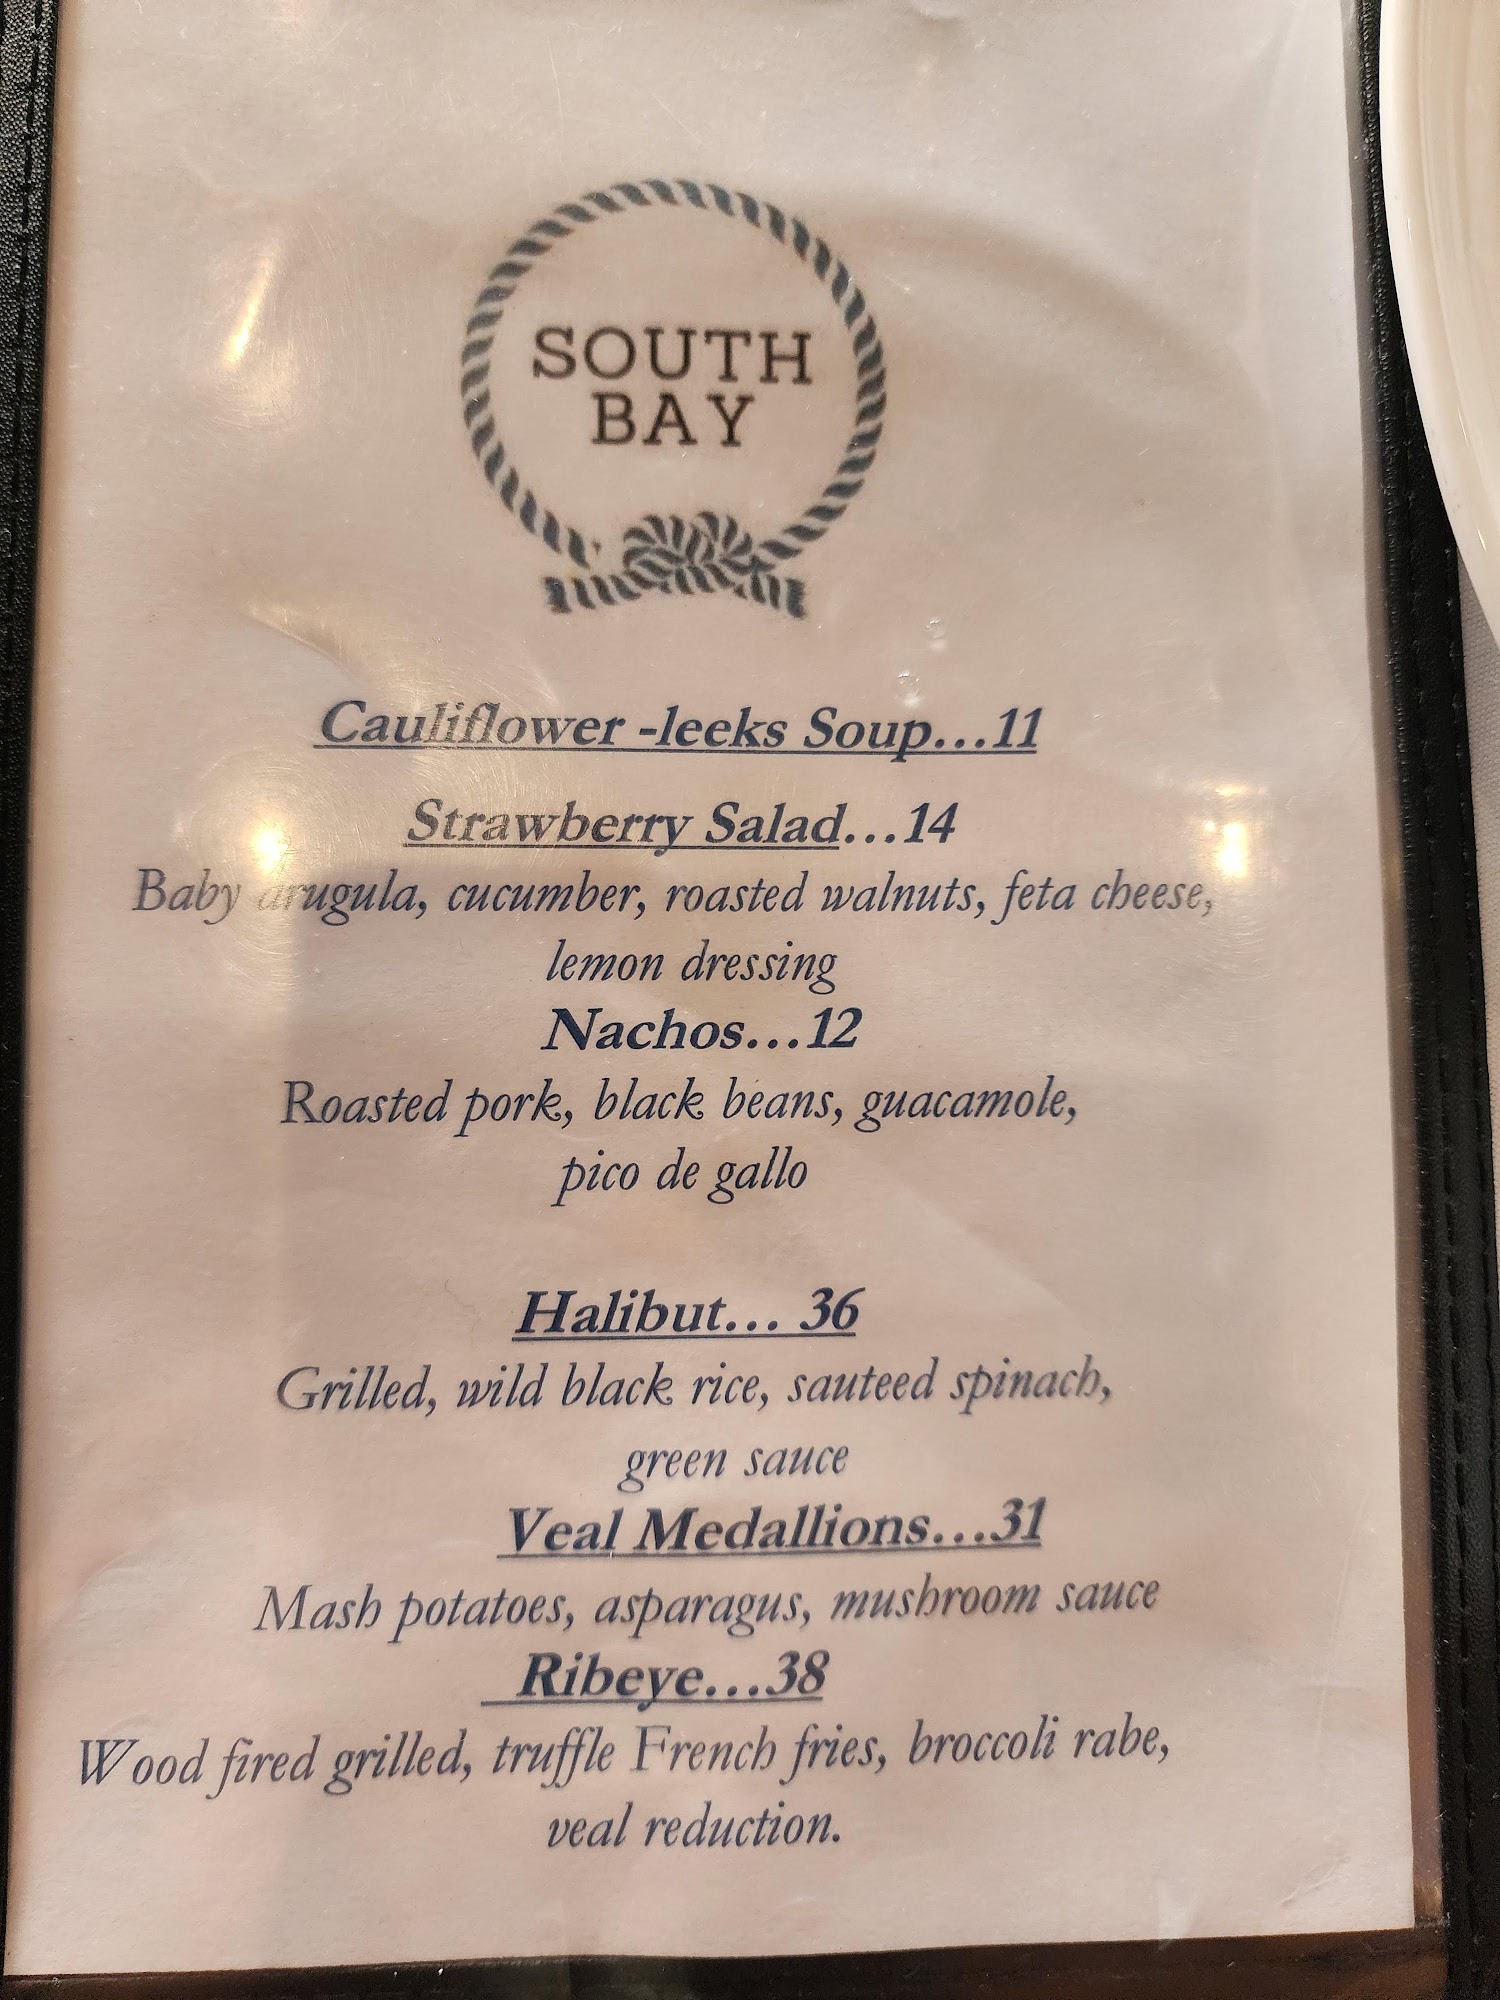 SOUTH
BAY
Cauliflower -leeks Soup...11
Strawberry Salad...14
Baby arugula, cucumber, roasted walnuts, feta cheese,
lemon dressing
Nachos...12
Roasted pork, black beans, guacamole,
pico de gallo
Halibut... 36
Grilled, wild black rice, sauteed spinach,
green sauce
Veal Medallions...31
Mash potatoes, asparagus, mushroom sauce
Ribeye...38
Wood fired grilled, truffle French fries, broccoli rabe,
veal reduction.